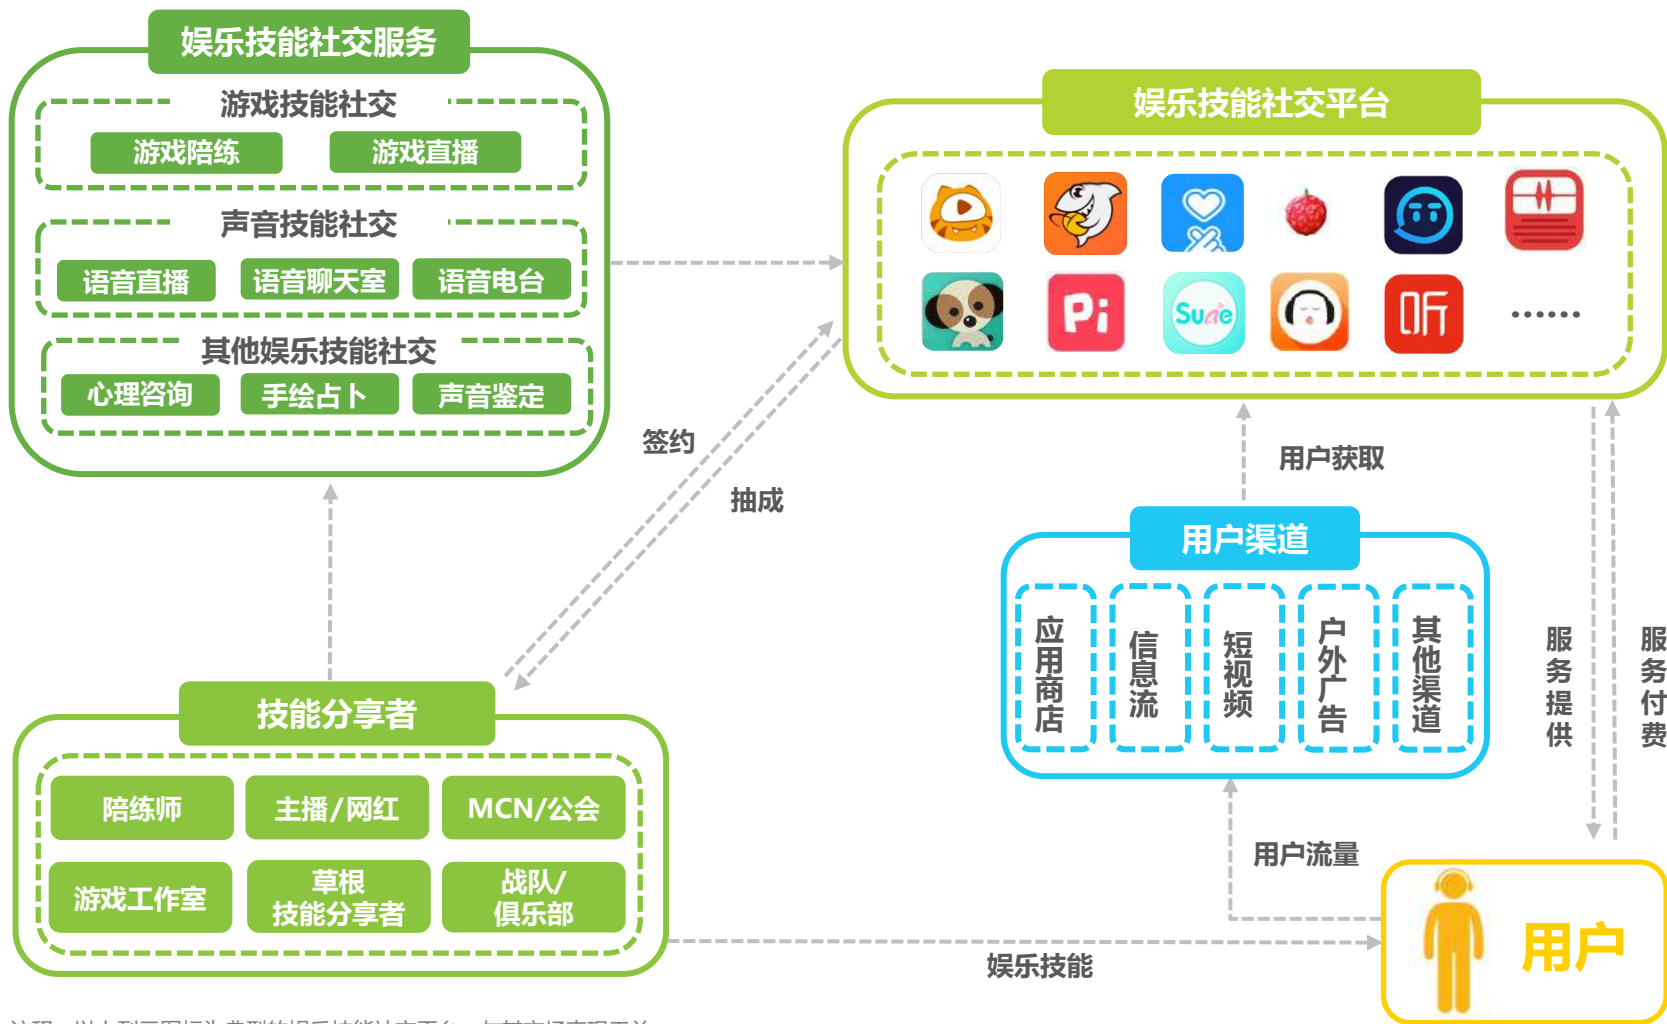 娱乐技能社交服务
游戏技能社交
游戏陪练
游戏直播
声音技能社交
语音直播
语音聊天室
语音电台
其他娱乐技能社交
心理咨询
手绘占卜
声音鉴定
娱乐技能社交平台
Pi
听
……
签约
抽成
用户获取
用户渠道
应用商店
信息流
短视频
户外广告
其他渠道
服务提供
服务付费
技能分享者
陪练师
主播/网红
MCN/公会
游戏工作室
草根
技能分享者
战队/
俱乐部
用户流量
娱乐技能
用户